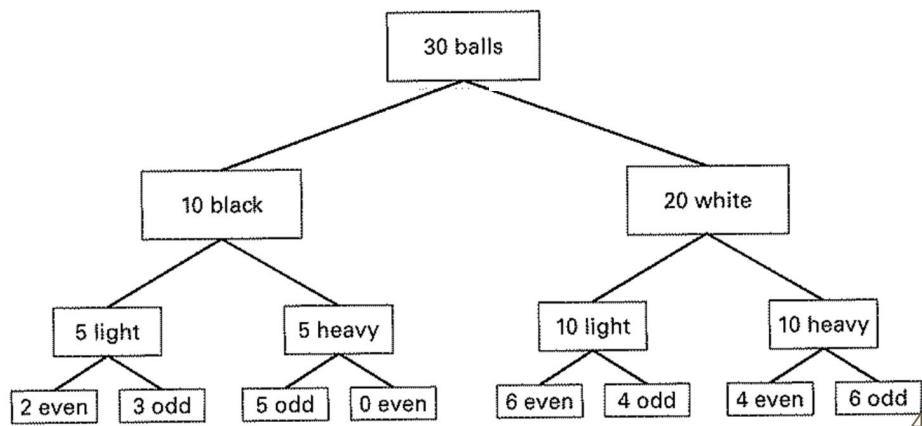 30 balls
10 black
20 white
5 light
5 heavy
10 light
10 heavy
2 even
3 odd
5 odd
0 even
6 even
4 odd
4 even
6 odd